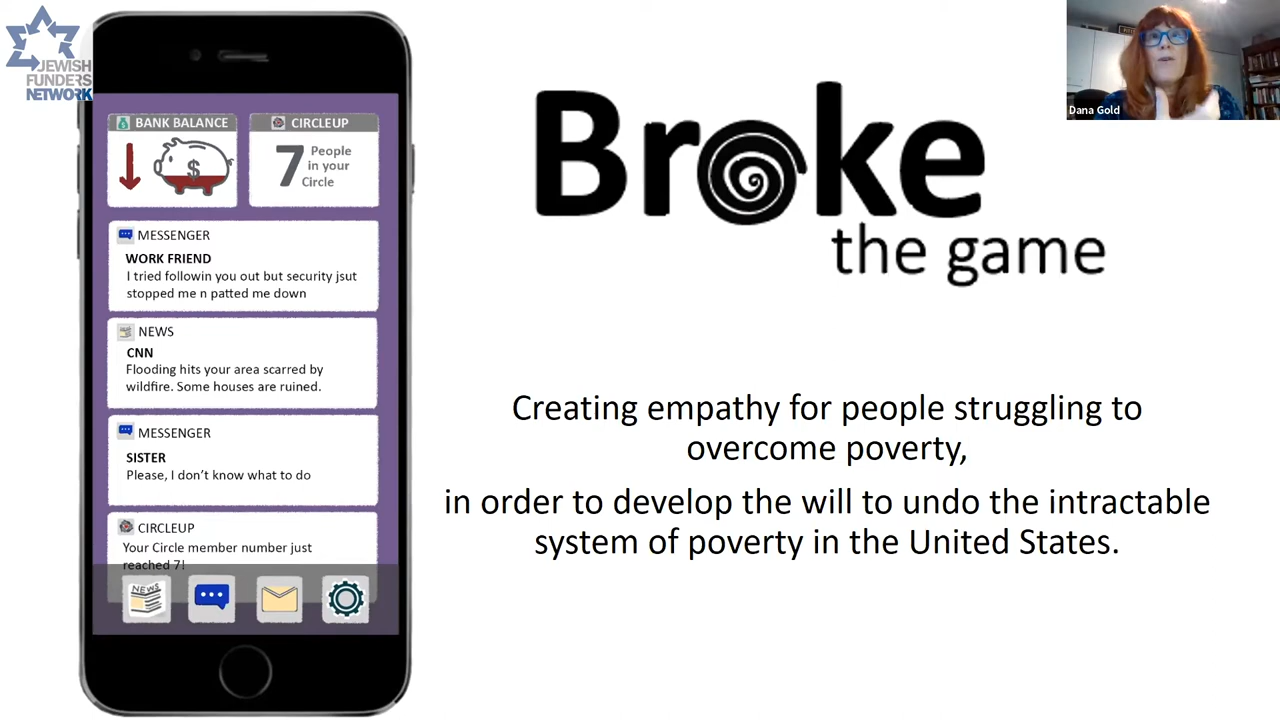 JEWISH
FUNDERS
NETWORK
BANK BALANCE
$
CIRCLEUP
7 People
in your
Circle
MESSENGER
WORK FRIEND
I tried followin you out but security jsut
stopped me n patted me down
NEWS
CNN
Flooding hits your area scarred by
wildfire. Some houses are ruined.
MESSENGER
SISTER
Please, I don't know what to do
CIRCLEUP
Your Circle member number just
reached 7!
NEWS
Broke
the game
Creating empathy for people struggling to
overcome poverty,
in order to develop the will to undo the intractable
system of poverty in the United States.
Dana Gold